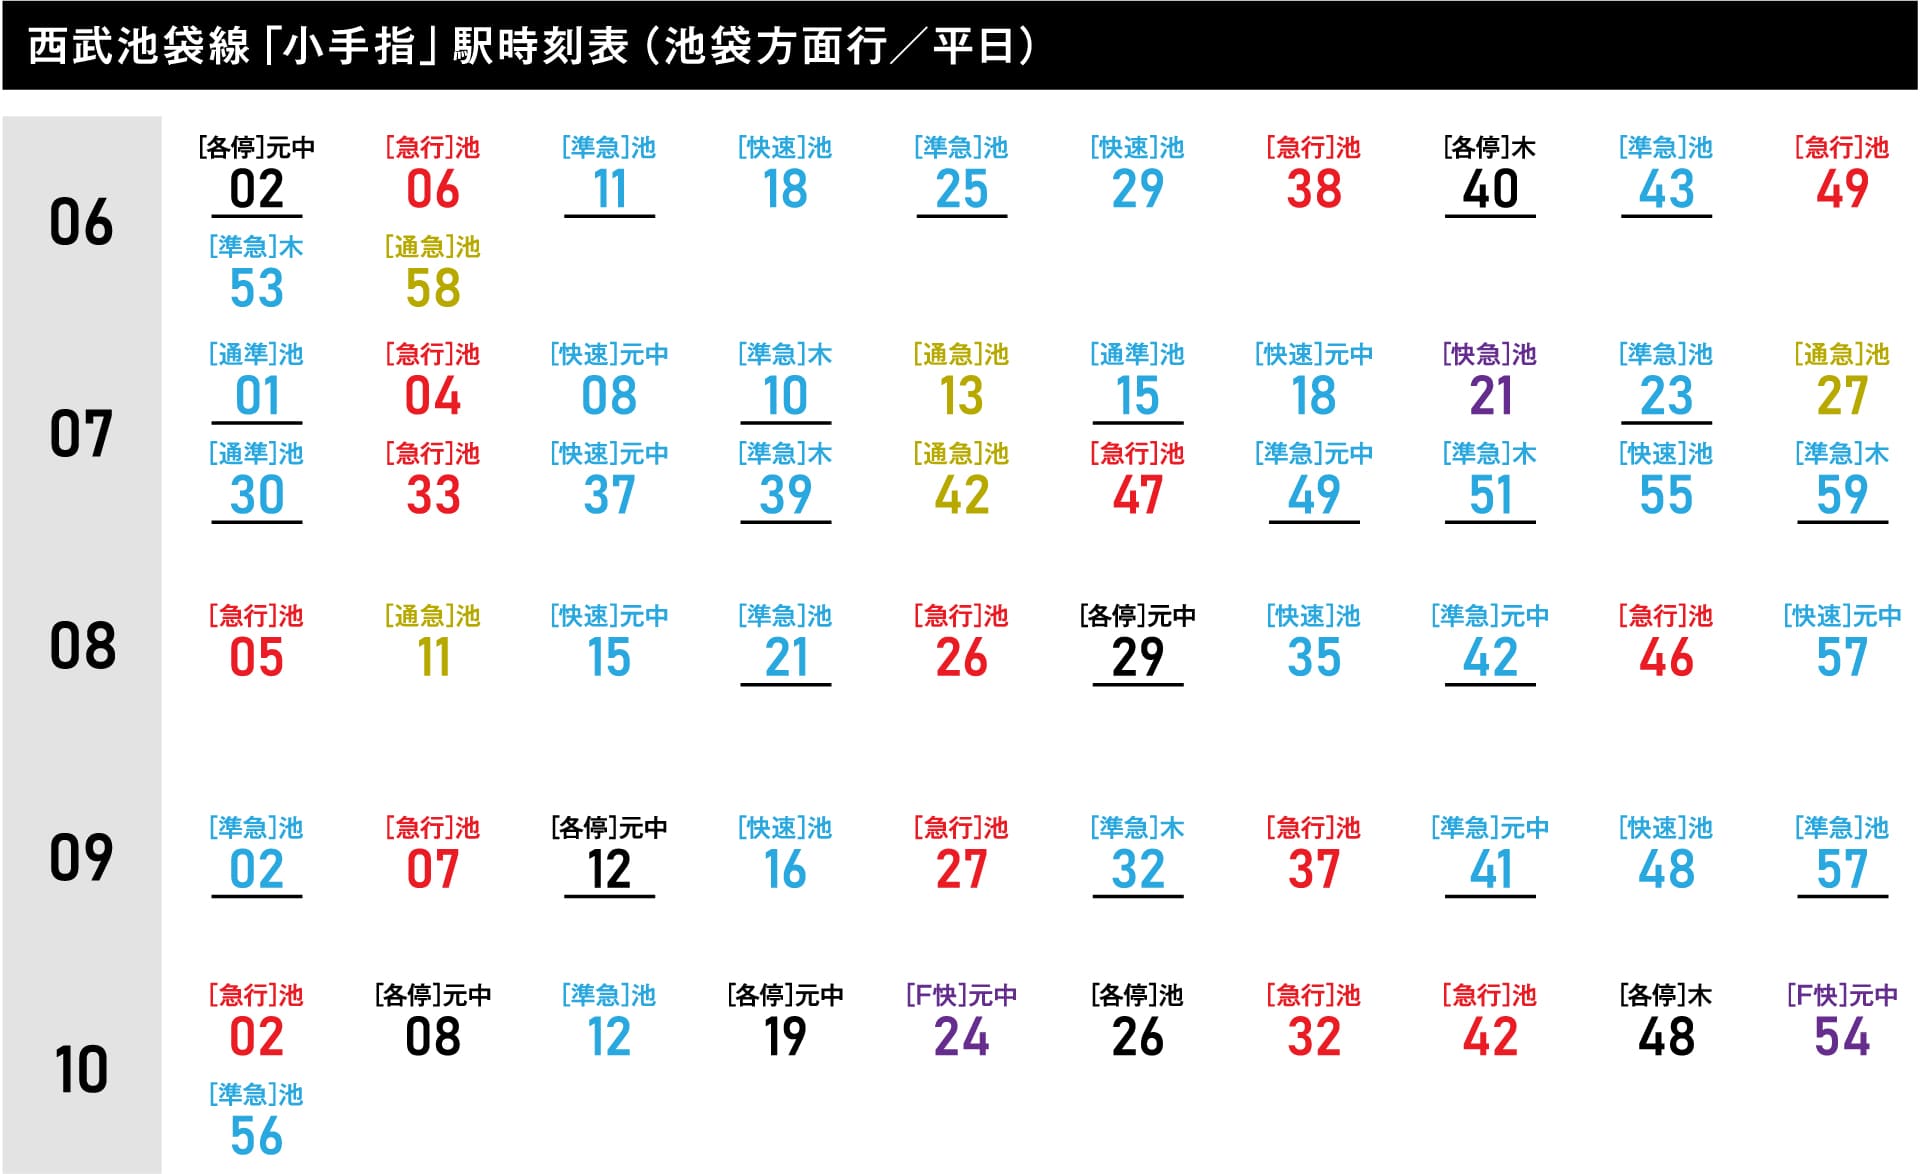 西武池袋線「小手指」駅時刻表（池袋方面行／平日）
06
[各停]元中 [急行]池 [準急]池 [快速]池 [準急]池 [快速]池 [急行]池 [各停]木 [準急]池 [急行]池
02 06 11 18 25 29 38 40 43 49
[準急]木 [通急]池
53 58
07
[通準]池 [急行]池 [快速]元中 [準急]木 [通急]池 [通準]池 [快速]元中 [快急]池 [準急]池 [通急]池
01 04 08 10 13 15 18 21 23 27
[通準]池 [急行]池 [快速]元中 [準急]木 [通急]池 [急行]池 [準急]元中 [準急]木 [快速]池 [準急]木
30 33 37 39 42 47 49 51 55 59
08
[急行]池 [通急]池 [快速]元中 [準急]池 [急行]池 [各停]元中 [快速]池 [準急]元中 [急行]池 [快速]元中
05 11 15 21 26 29 35 42 46 57
09
[準急]池 [急行]池 [各停]元中 [快速]池 [急行]池 [準急]木 [急行]池 [準急]元中 [快速]池 [準急]池
02 07 12 16 27 32 37 41 48 57
10
[急行]池 [各停]元中 [準急]池 [各停]元中 [F快]元中 [各停]池 [急行]池 [急行]池 [各停]木 [F快]元中
02 08 12 19 24 26 32 42 48 54
[準急]池
56